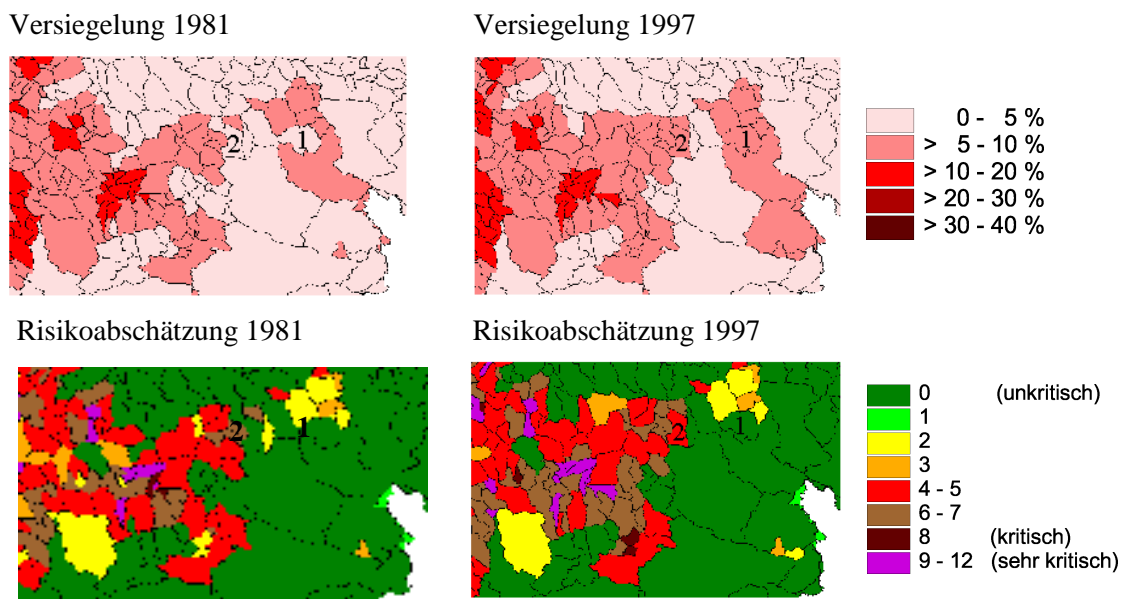 Versiegelung 1981
Versiegelung 1997
2
1
2
1
0 - 5 %
> 5 - 10 %
> 10 - 20 %
> 20 - 30 %
> 30 - 40 %
Risikoabschätzung 1981
Risikoabschätzung 1997
2
1
2
1
0 (unkritisch)
1
2
3
4 - 5
6 - 7
8 (kritisch)
9 - 12 (sehr kritisch)